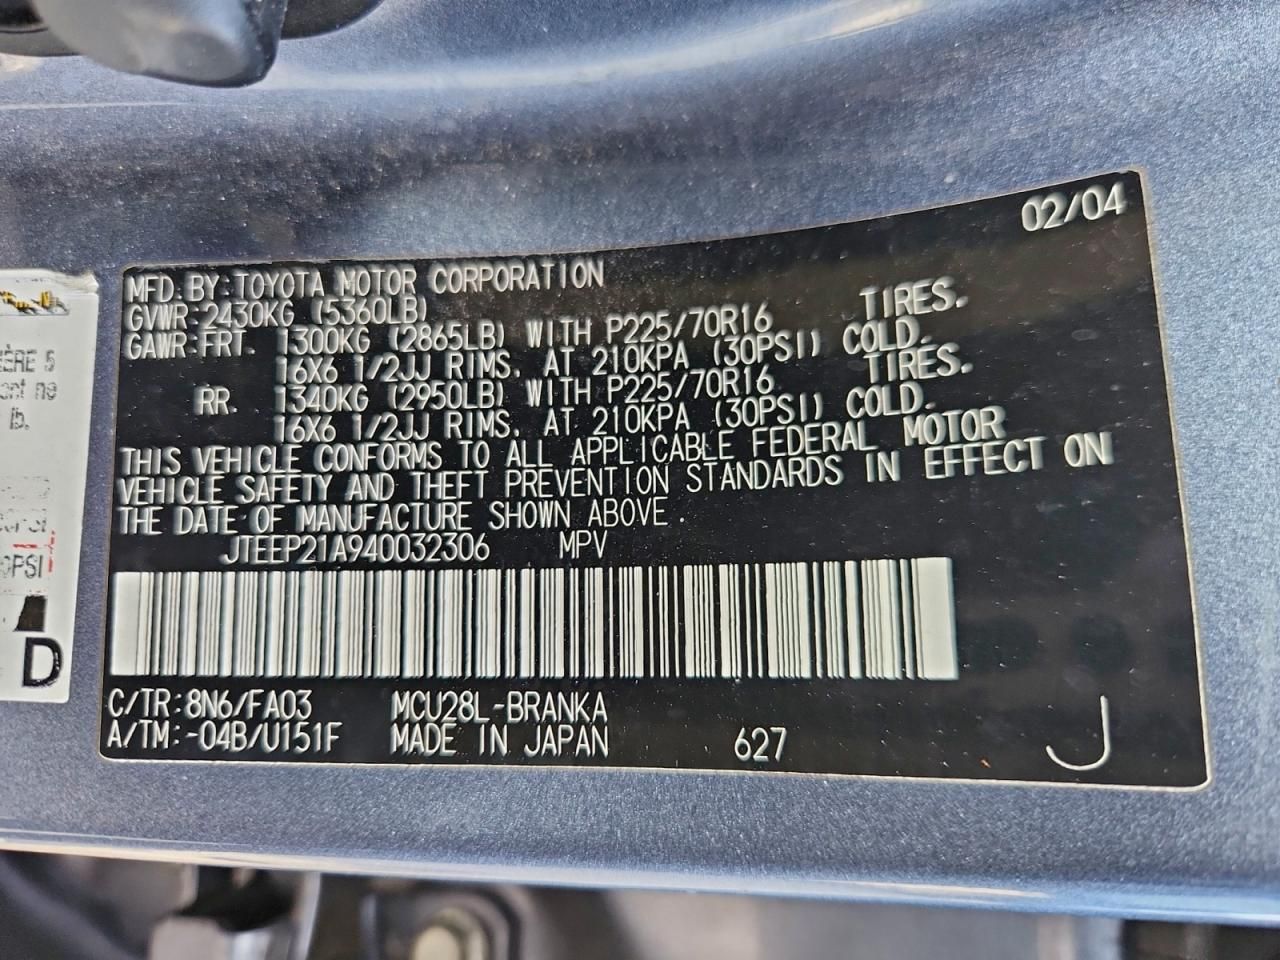 02/04
MFD. BY: TOYOTA MOTOR CORPORATION
GVWR: 2430KG (5360LB)
GAWR: FRT. 1300KG (2865LB) WITH P225/70R16 TIRES.
16X6 1/2JJ RIMS. AT 210KPA (30PSI) COLD.
RR. 1340KG (2950LB) WITH P225/70R16 TIRES.
16X6 1/2JJ RIMS. AT 210KPA (30PSI) COLD.
THIS VEHICLE CONFORMS TO ALL APPLICABLE FEDERAL MOTOR
VEHICLE SAFETY AND THEFT PREVENTION STANDARDS IN EFFECT ON
THE DATE OF MANUFACTURE SHOWN ABOVE.
JTEEP21A940032306 MPV
C/TR: 8N6/FA03 MCU28L-BRANKA
A/TM: -04B/U151F MADE IN JAPAN 627
J
5
lb.
D